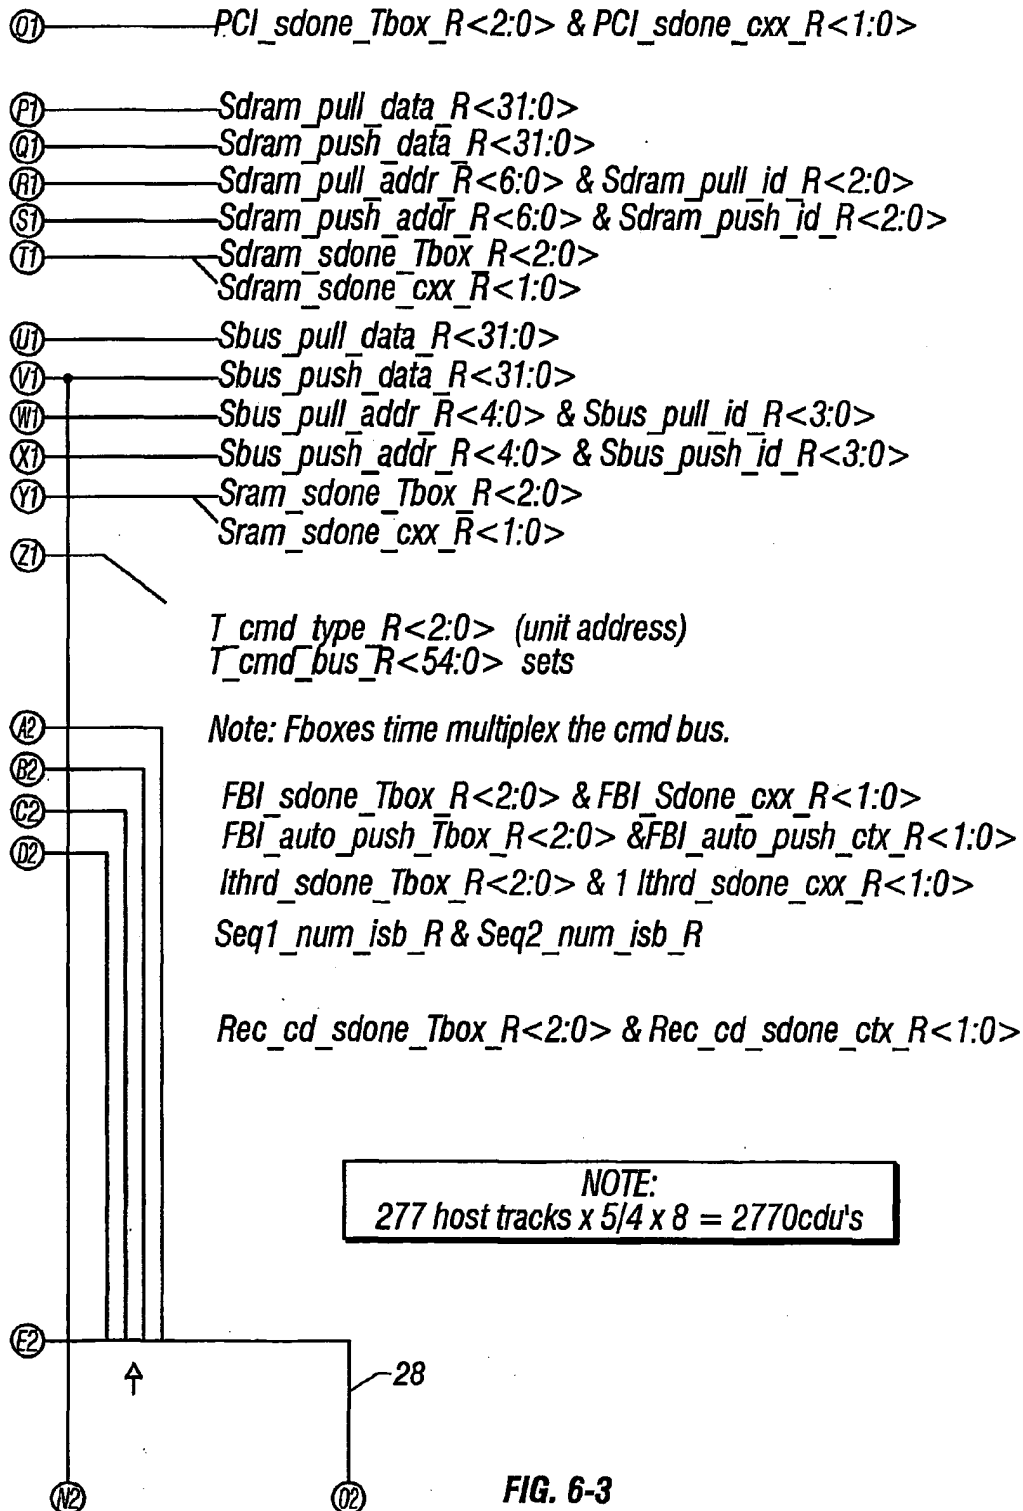 O1 PCI_sdone_Tbox_R<2:0> & PCI_sdone_cxx_R<1:0>
P1 Sdram_pull_data_R<31:0>
Q1 Sdram_push_data_R<31:0>
R1 Sdram_pull_addr_R<6:0> & Sdram_pull_id_R<2:0>
S1 Sdram_push_addr_R<6:0> & Sdram_push_id_R<2:0>
T1 Sdram_sdone_Tbox_R<2:0>
Sdram_sdone_cxx_R<1:0>
U1 Sbus_pull_data_R<31:0>
V1 Sbus_push_data_R<31:0>
W1 Sbus_pull_addr_R<4:0> & Sbus_pull_id_R<3:0>
X1 Sbus_push_addr_R<4:0> & Sbus_push_id_R<3:0>
Y1 Sram_sdone_Tbox_R<2:0>
Sram_sdone_cxx_R<1:0>
Z1
T_cmd_type_R<2:0> (unit address)
T_cmd_bus_R<54:0> sets
A2 Note: Fboxes time multiplex the cmd bus.
B2
FBI_sdone_Tbox_R<2:0> & FBI_Sdone_cxx_R<1:0>
C2
FBI_auto_push_Tbox_R<2:0> &FBI_auto_push_ctx_R<1:0>
D2
Ithrd_sdone_Tbox_R<2:0> & 1 Ithrd_sdone_cxx_R<1:0>
Seq1_num_isb_R & Seq2_num_isb_R
Rec_cd_sdone_Tbox_R<2:0> & Rec_cd_sdone_ctx_R<1:0>
NOTE:
277 host tracks x 5/4 x 8 = 2770cdu's
E2
28
N2 O2 FIG. 6-3